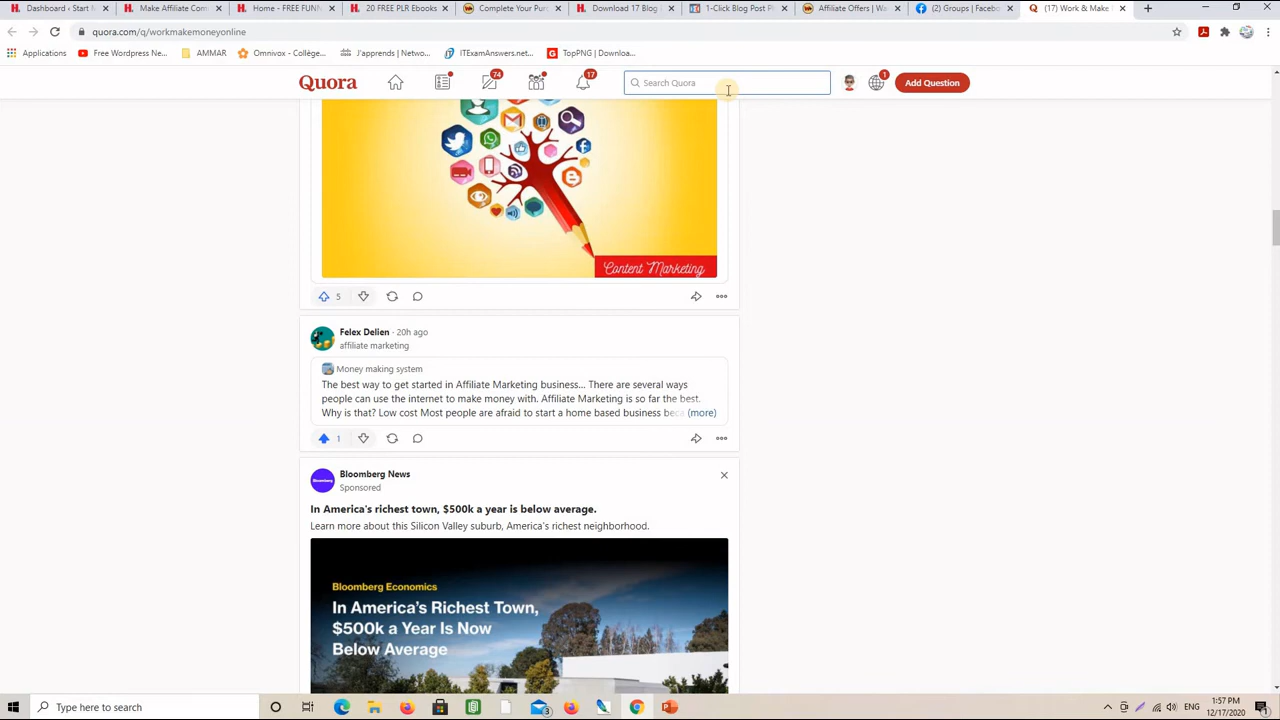 Dashboard ‹ Start M
Make Affiliate Com
Home - FREE FUNN
20 FREE PLR Ebooks
Complete Your Pur
Download 17 Blog
1-Click Blog Post Pl
Affiliate Offers | Wa
(2) Groups | Facebo
(17) Work & Make
quora.com/q/workmakemoneyonline
Applications
Free Wordpress Ne...
AMMAR
Omnivox - Collège...
J'apprends | Netwo...
ITExamAnswers.net...
TopPNG | Downloa...
Quora
74
17
Search Quora
1
Add Question
Content Marketing
5
Felex Delien · 20h ago
affiliate marketing
Money making system
The best way to get started in Affiliate Marketing business... There are several ways
people can use the internet to make money with. Affiliate Marketing is so far the best.
Why is that? Low cost Most people are afraid to start a home based business beca (more)
1
Bloomberg News
Sponsored
In America's richest town, $500k a year is below average.
Learn more about this Silicon Valley suburb, America's richest neighborhood.
Bloomberg Economics
In America's Richest Town,
$500k a Year Is Now
Below Average
Type here to search
3
ENG
1:57 PM
12/17/2020
1